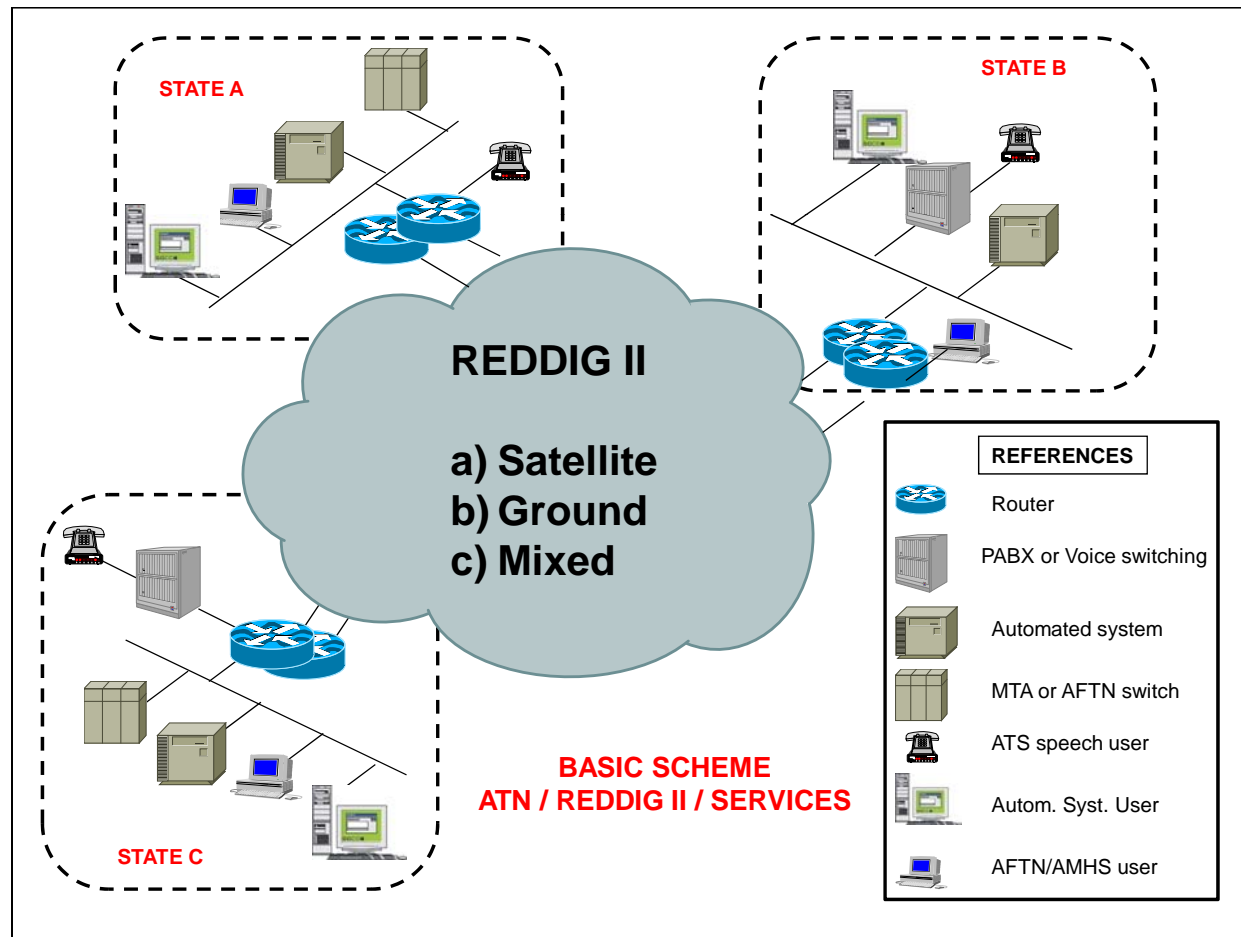 STATE A
STATE B
REDDIG II
a) Satellite
b) Ground
c) Mixed
REFERENCES
Router
PABX or Voice switching
Automated system
MTA or AFTN switch
ATS speech user
Autom. Syst. User
AFTN/AMHS user
BASIC SCHEME
ATN / REDDIG II / SERVICES
STATE C